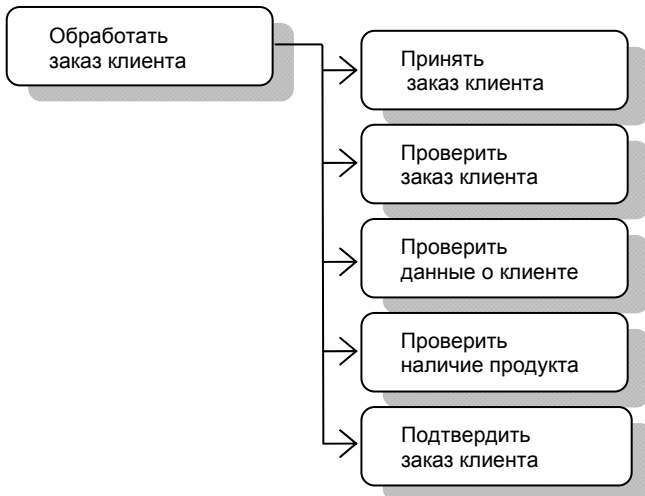 Обработать
заказ клиента
Принять
заказ клиента
Проверить
заказ клиента
Проверить
данные о клиенте
Проверить
наличие продукта
Подтвердить
заказ клиента